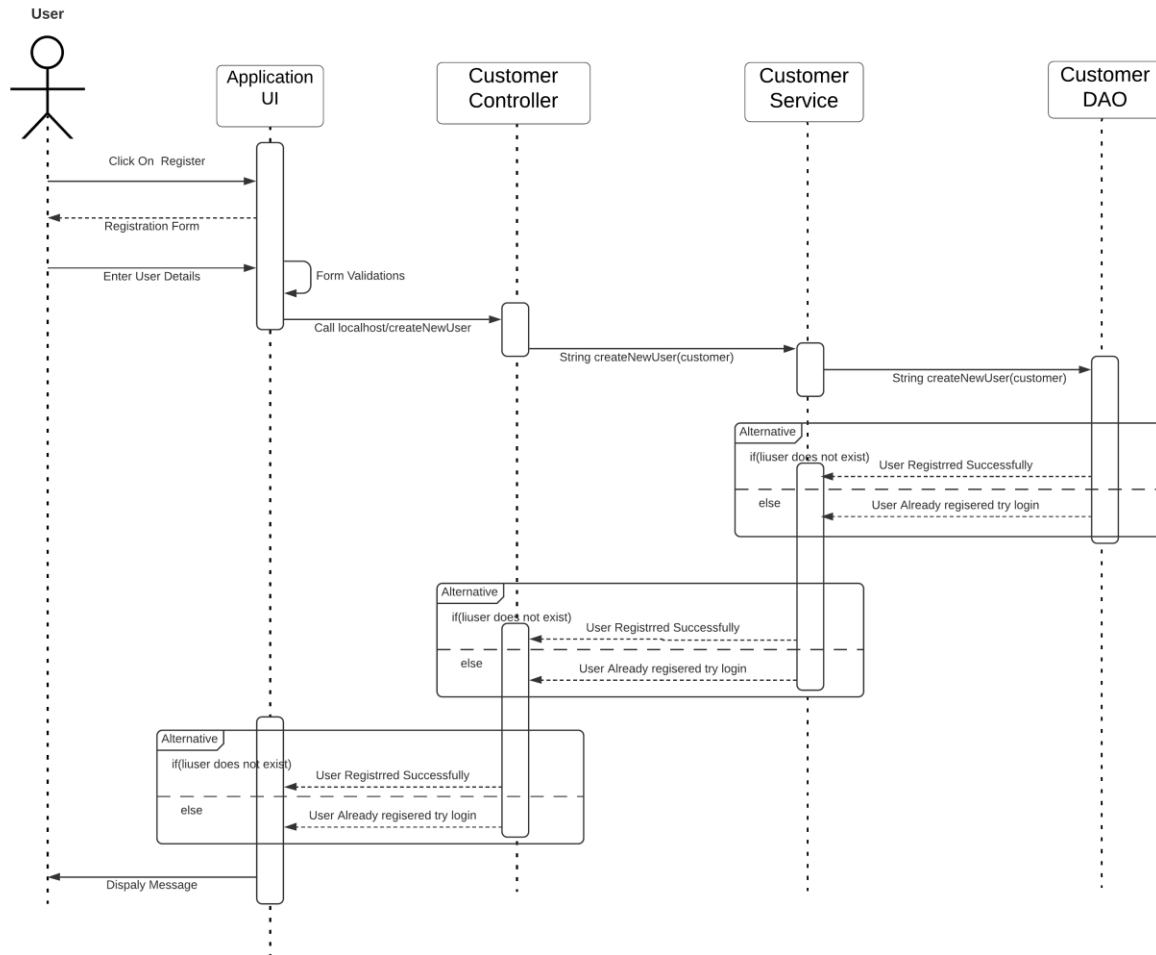 User
Application
UI
Customer
Controller
Customer
Service
Customer
DAO
Click On Register
Registration Form
Enter User Details
Form Validations
Call localhost/createNewUser
String createNewUser(customer)
String createNewUser(customer)
Alternative
if(liuser does not exist)
User Registrred Successfully
else
User Already regisered try login
Alternative
if(liuser does not exist)
User Registrred Successfully
else
User Already regisered try login
Alternative
if(liuser does not exist)
User Registrred Successfully
else
User Already regisered try login
Dispaly Message